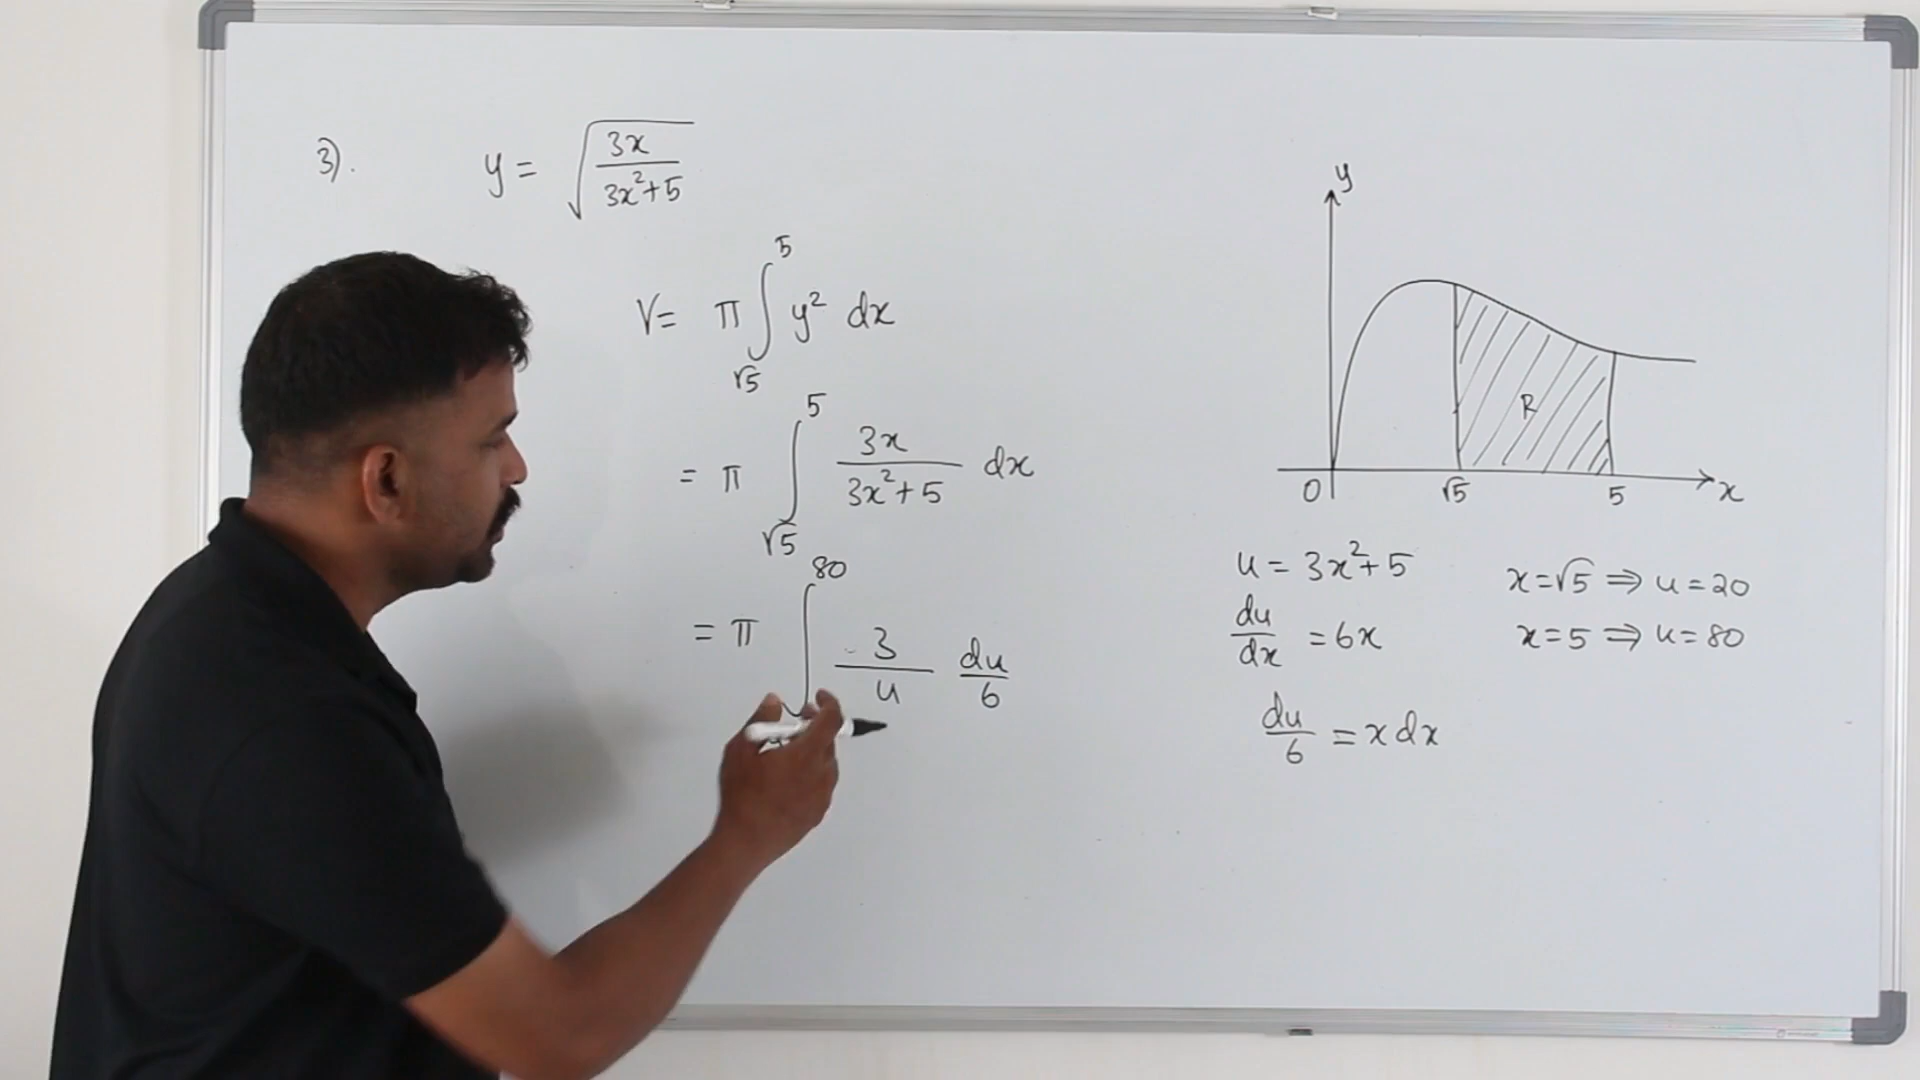 3). y = √(3x/(3x²+5))
V = π ∫_{√5}^{5} y² dx
= π ∫_{√5}^{5} 3x/(3x²+5) dx
= π ∫^{80} 3/u du/6
y
R
0 √5 5 x
u = 3x²+5
du/dx = 6x
du/6 = x dx
x=√5 ⇒ u=20
x=5 ⇒ u=80